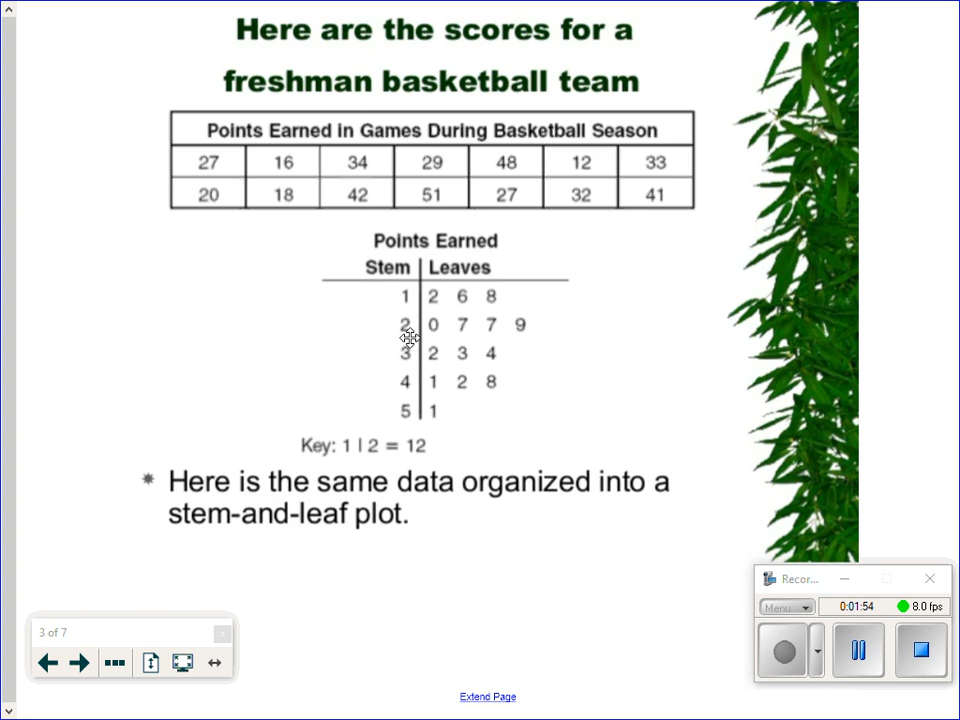 Here are the scores for a
freshman basketball team
Points Earned in Games During Basketball Season
27 16 34 29 48 12 33
20 18 42 51 27 32 41
Points Earned
Stem Leaves
1 2 6 8
2 0 7 7 9
3 2 3 4
4 1 2 8
5 1
Key: 1 | 2 = 12
Here is the same data organized into a
stem-and-leaf plot.
Recor...
Menu 0:01:54 8.0 fps
3 of 7
Extend Page